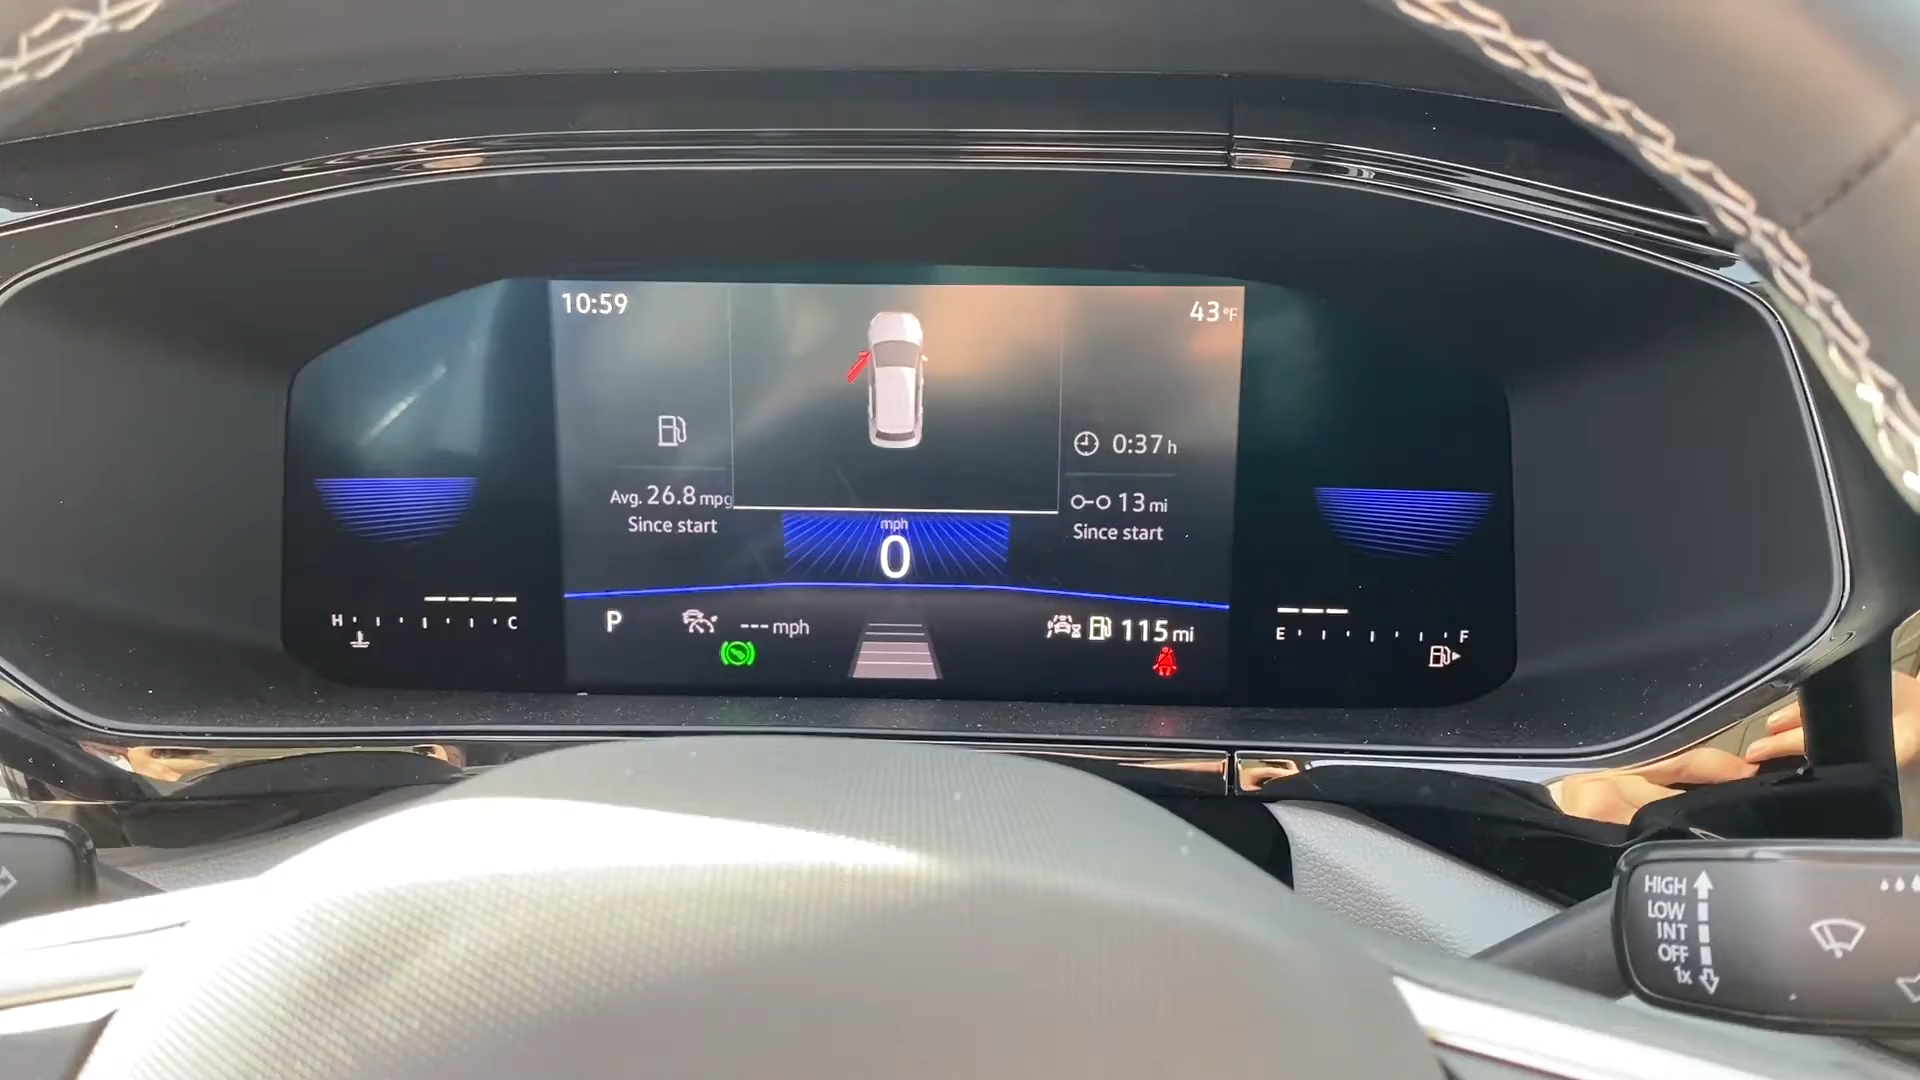 10:59
43°F
0:37 h
Avg. 26.8 mpg
Since start
13 mi
Since start
mph
0
H C
P
--- mph
115 mi
E F
HIGH
LOW
INT
OFF
1x